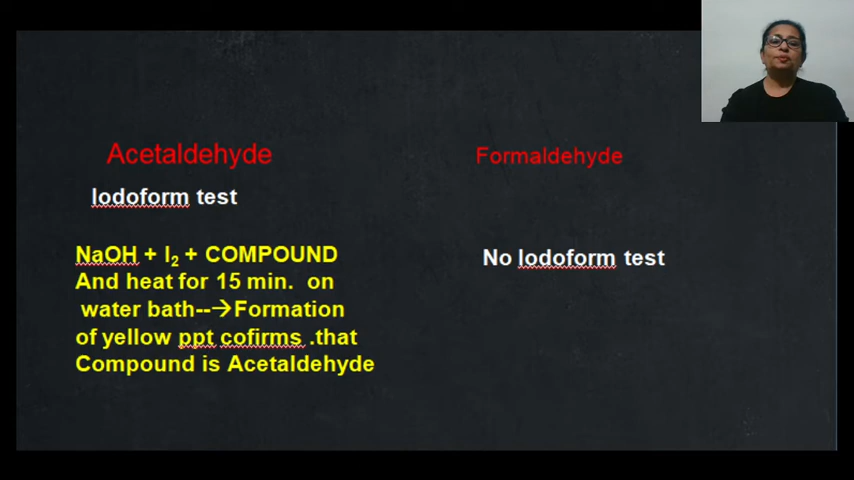 Acetaldehyde
Iodoform test
NaOH + I₂ + COMPOUND
And heat for 15 min. on
water bath--→Formation
of yellow ppt cofirms .that
Compound is Acetaldehyde
Formaldehyde
No Iodoform test